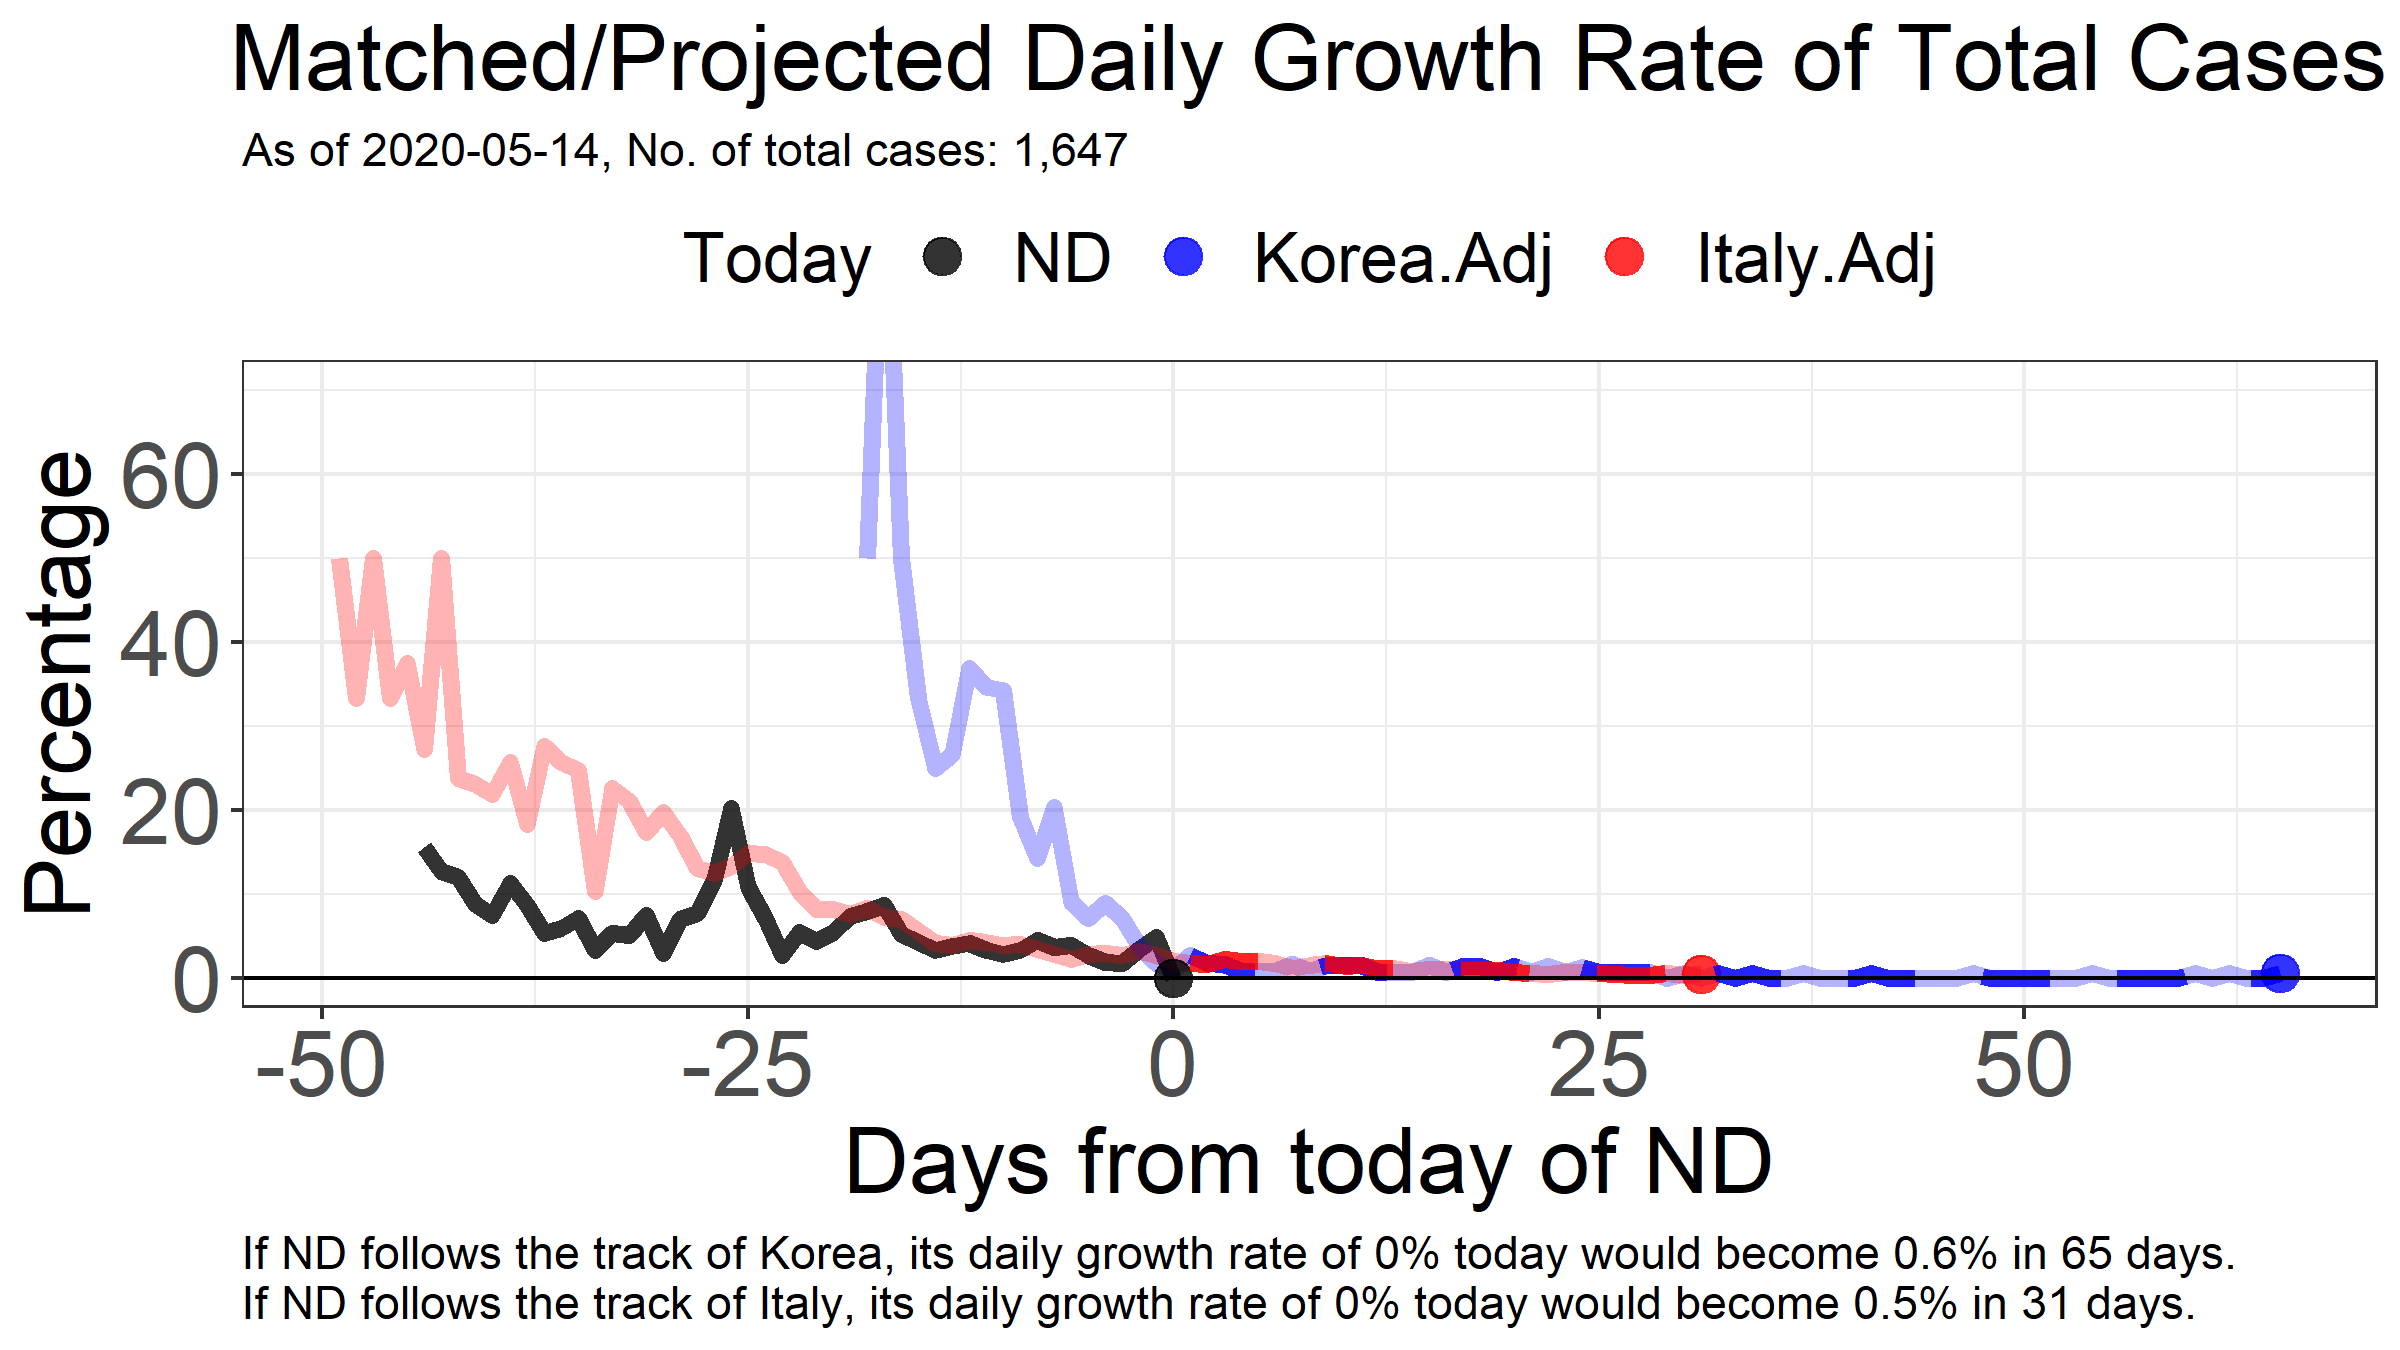 Matched/Projected Daily Growth Rate of Total Cases
As of 2020-05-14, No. of total cases: 1,647
Today ND Korea.Adj Italy.Adj
Percentage
60
40
20
0
-50 -25 0 25 50
Days from today of ND
If ND follows the track of Korea, its daily growth rate of 0% today would become 0.6% in 65 days.
If ND follows the track of Italy, its daily growth rate of 0% today would become 0.5% in 31 days.